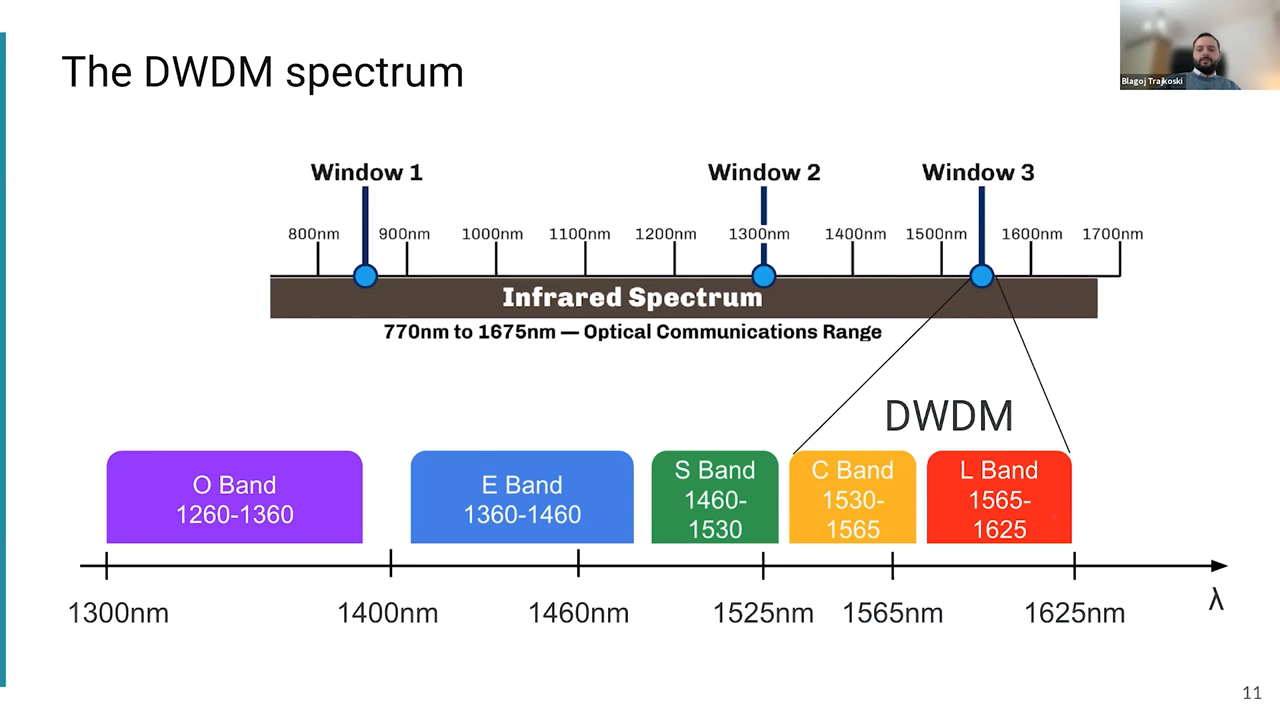 The DWDM spectrum
Blagoj Trajkoski
Window 1 Window 2 Window 3
800nm 900nm 1000nm 1100nm 1200nm 1300nm 1400nm 1500nm 1600nm 1700nm
Infrared Spectrum
770nm to 1675nm — Optical Communications Range
DWDM
O Band
1260-1360
E Band
1360-1460
S Band
1460-
1530
C Band
1530-
1565
L Band
1565-
1625
1300nm 1400nm 1460nm 1525nm 1565nm 1625nm
λ
11